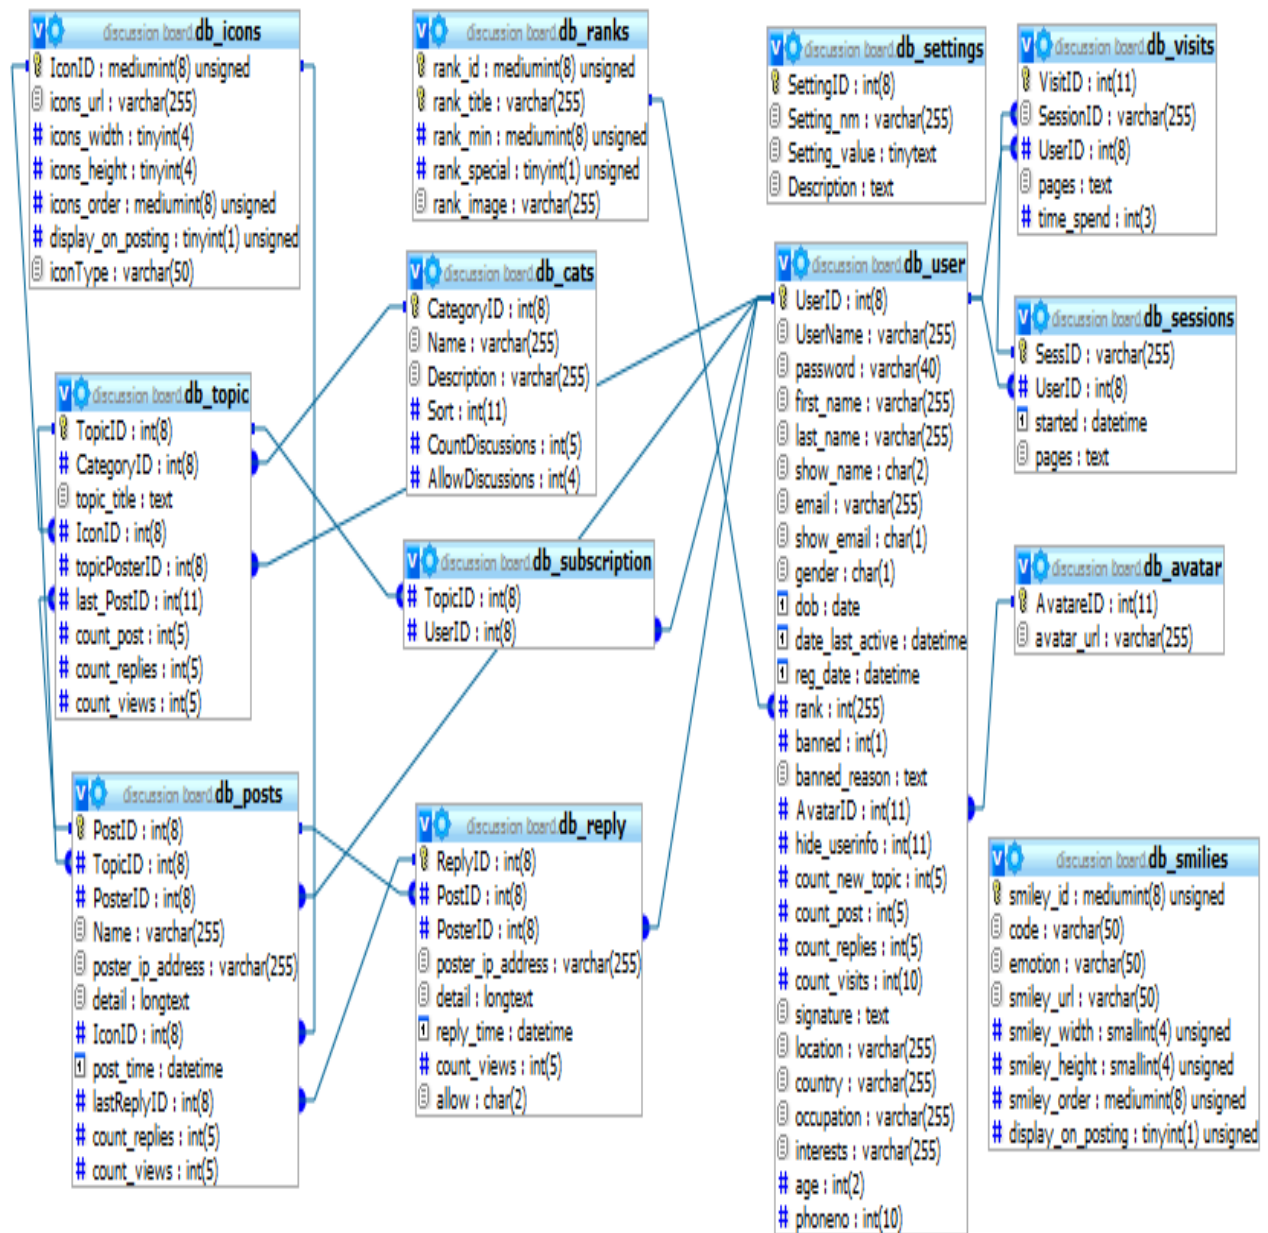 discussion board.db_icons
IconID : mediumint(8) unsigned
icons_url : varchar(255)
icons_width : tinyint(4)
icons_height : tinyint(4)
icons_order : mediumint(8) unsigned
display_on_posting : tinyint(1) unsigned
iconType : varchar(50)
discussion board.db_ranks
rank_id : mediumint(8) unsigned
rank_title : varchar(255)
rank_min : mediumint(8) unsigned
rank_special : tinyint(1) unsigned
rank_image : varchar(255)
discussion board.db_settings
SettingID : int(8)
Setting_nm : varchar(255)
Setting_value : tinytext
Description : text
discussion board.db_visits
VisitID : int(11)
SessionID : varchar(255)
UserID : int(8)
pages : text
time_spend : int(3)
discussion board.db_cats
CategoryID : int(8)
Name : varchar(255)
Description : varchar(255)
Sort : int(11)
CountDiscussions : int(5)
AllowDiscussions : int(4)
discussion board.db_user
UserID : int(8)
UserName : varchar(255)
password : varchar(40)
first_name : varchar(255)
last_name : varchar(255)
show_name : char(2)
email : varchar(255)
show_email : char(1)
gender : char(1)
dob : date
date_last_active : datetime
reg_date : datetime
rank : int(255)
banned : int(1)
banned_reason : text
AvatarID : int(11)
hide_userinfo : int(11)
count_new_topic : int(5)
count_post : int(5)
count_replies : int(5)
count_visits : int(10)
signature : text
location : varchar(255)
country : varchar(255)
occupation : varchar(255)
interests : varchar(255)
age : int(2)
phoneno : int(10)
discussion board.db_sessions
SessID : varchar(255)
UserID : int(8)
started : datetime
pages : text
discussion board.db_topic
TopicID : int(8)
CategoryID : int(8)
topic_title : text
IconID : int(8)
topicPosterID : int(8)
last_PostID : int(11)
count_post : int(5)
count_replies : int(5)
count_views : int(5)
discussion board.db_subscription
TopicID : int(8)
UserID : int(8)
discussion board.db_avatar
AvatareID : int(11)
avatar_url : varchar(255)
discussion board.db_posts
PostID : int(8)
TopicID : int(8)
PosterID : int(8)
Name : varchar(255)
poster_ip_address : varchar(255)
detail : longtext
IconID : int(8)
post_time : datetime
lastReplyID : int(8)
count_replies : int(5)
count_views : int(5)
discussion board.db_reply
ReplyID : int(8)
PostID : int(8)
PosterID : int(8)
poster_ip_address : varchar(255)
detail : longtext
reply_time : datetime
count_views : int(5)
allow : char(2)
discussion board.db_smilies
smiley_id : mediumint(8) unsigned
code : varchar(50)
emotion : varchar(50)
smiley_url : varchar(50)
smiley_width : smallint(4) unsigned
smiley_height : smallint(4) unsigned
smiley_order : mediumint(8) unsigned
display_on_posting : tinyint(1) unsigned